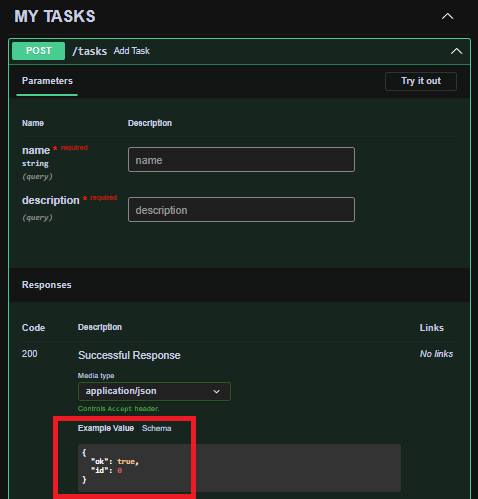 MY TASKS
POST /tasks Add Task
Parameters Try it out
Name Description
name * required
string
(query)
name
description * required
(query)
description
Responses
Code Description Links
200 Successful Response No links
Media type
application/json
Controls Accept header.
Example Value Schema
{
"ok": true,
"id": 0
}